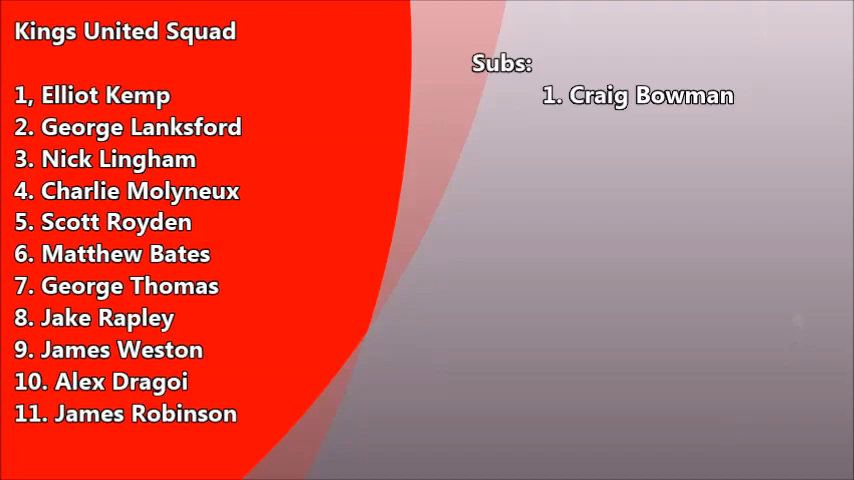 Kings United Squad
1, Elliot Kemp
2. George Lanksford
3. Nick Lingham
4. Charlie Molyneux
5. Scott Royden
6. Matthew Bates
7. George Thomas
8. Jake Rapley
9. James Weston
10. Alex Dragoi
11. James Robinson
Subs:
1. Craig Bowman